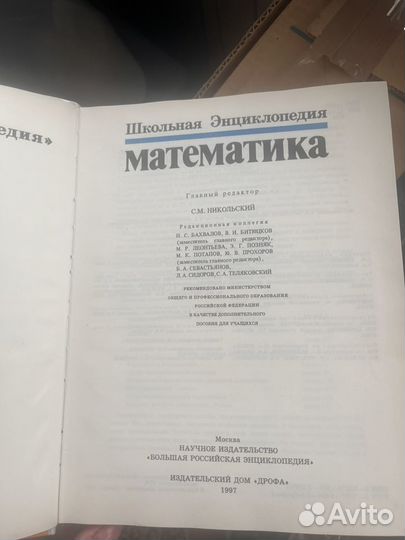 едия»
Школьная Энциклопедия
математика
Главный редактор
С.М. НИКОЛЬСКИЙ
Редакционная коллегия
Н. С. БАХВАЛОВ, В. И. БИТЮЦКОВ
(заместитель главного редактора),
М. Р. ЛЕОНТЬЕВА, Э. Г. ПОЗНЯК,
М. К. ПОТАПОВ, Ю. В. ПРОХОРОВ
(заместитель главного редактора),
Б. А. СЕВАСТЬЯНОВ,
Л. А. СИДОРОВ, С. А. ТЕЛЯКОВСКИЙ
РЕКОМЕНДОВАНО МИНИСТЕРСТВОМ
ОБЩЕГО И ПРОФЕССИОНАЛЬНОГО ОБРАЗОВАНИЯ
РОССИЙСКОЙ ФЕДЕРАЦИИ
В КАЧЕСТВЕ ДОПОЛНИТЕЛЬНОГО
ПОСОБИЯ ДЛЯ УЧАЩИХСЯ
Москва
НАУЧНОЕ ИЗДАТЕЛЬСТВО
«БОЛЬШАЯ РОССИЙСКАЯ ЭНЦИКЛОПЕДИЯ»
ИЗДАТЕЛЬСКИЙ ДОМ «ДРОФА»
1997
Avito